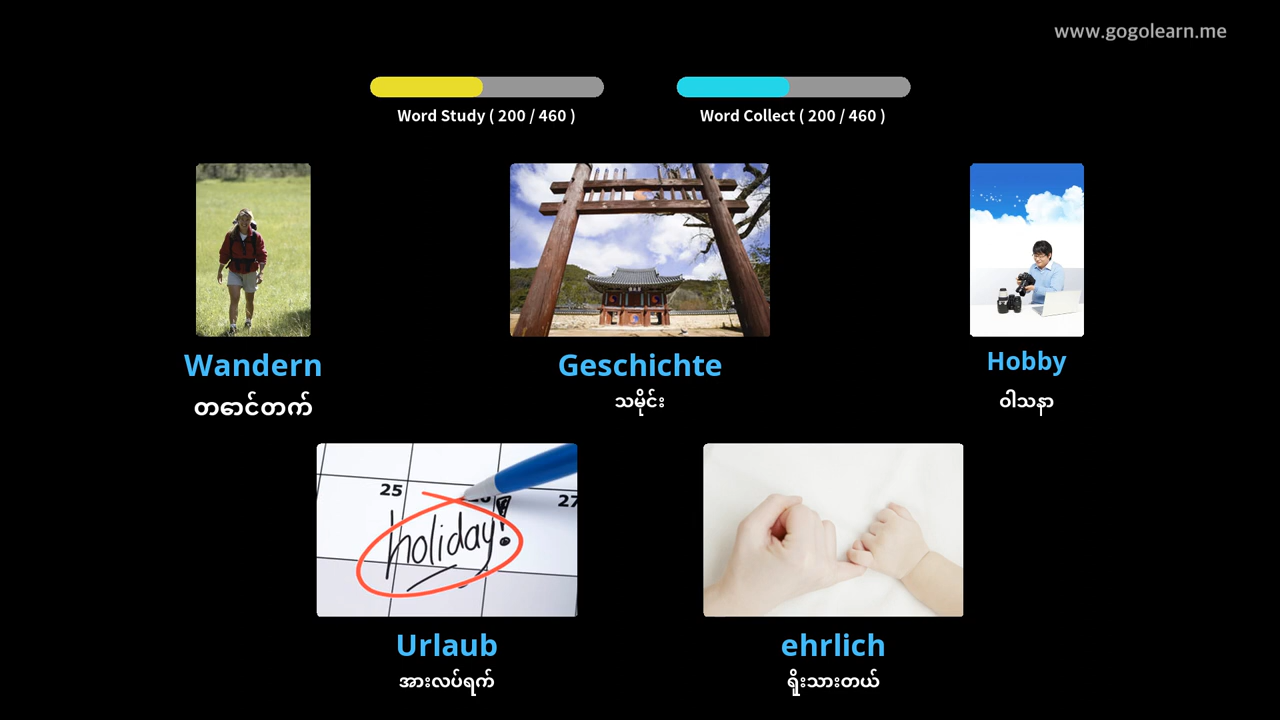 www.gogolearn.me
Word Study ( 200 / 460 )
Word Collect ( 200 / 460 )
Wandern
တောင်တက်
Geschichte
သမိုင်း
Hobby
ဝါသနာ
25
27
holiday!
Urlaub
အားလပ်ရက်
ehrlich
ရိုးသားတယ်